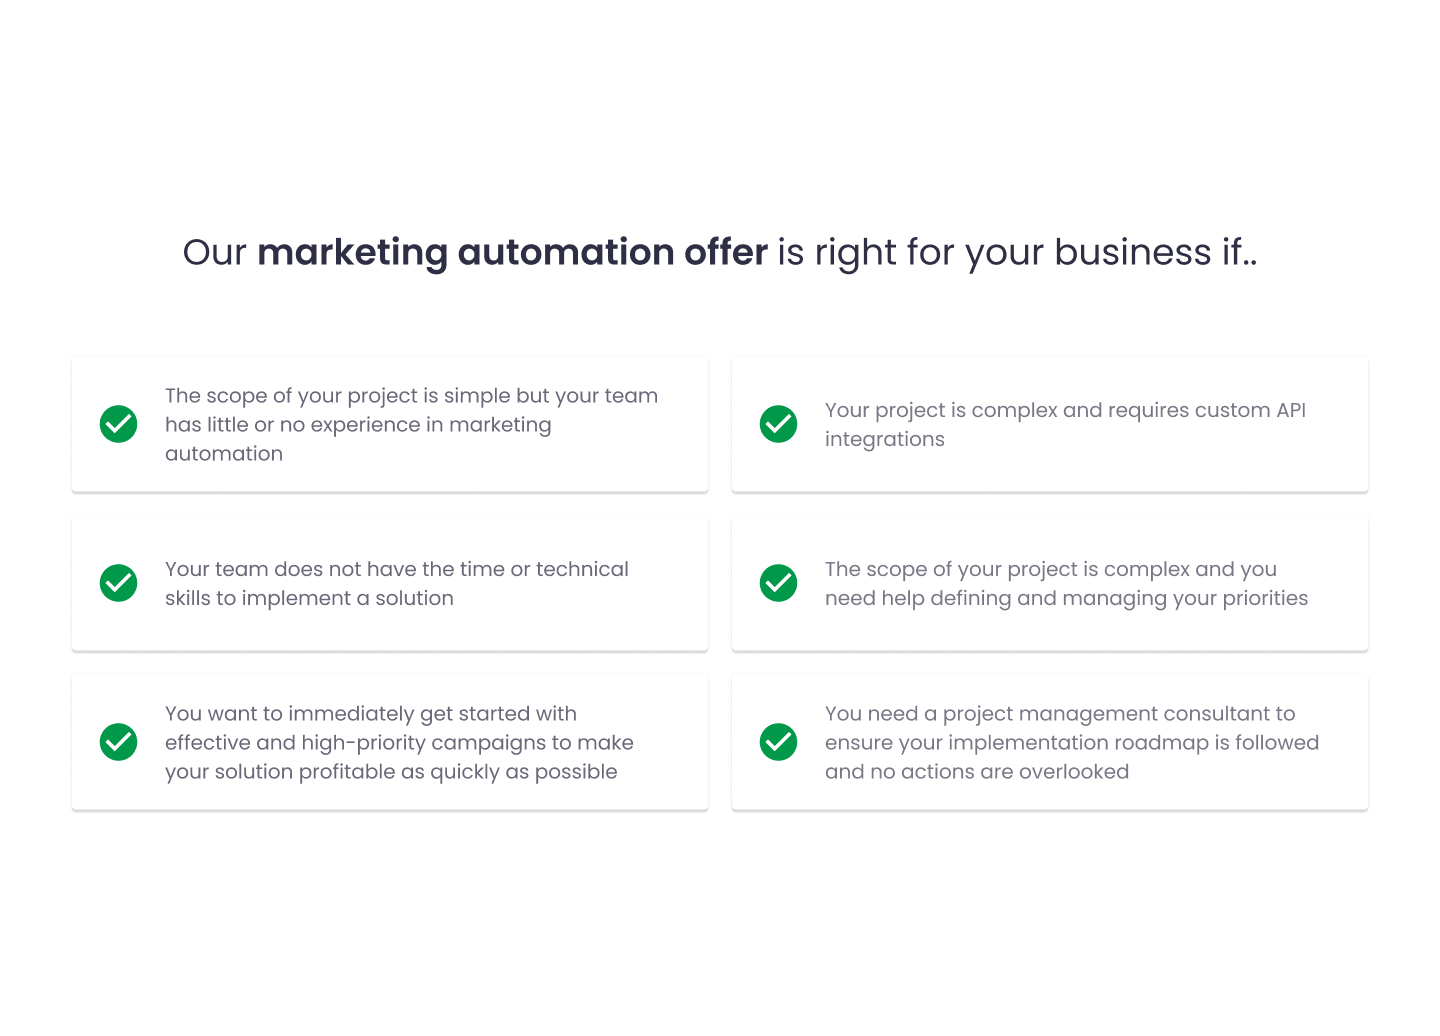 Our marketing automation offer is right for your business if..
The scope of your project is simple but your team
has little or no experience in marketing
automation
Your project is complex and requires custom API
integrations
Your team does not have the time or technical
skills to implement a solution
The scope of your project is complex and you
need help defining and managing your priorities
You want to immediately get started with
effective and high-priority campaigns to make
your solution profitable as quickly as possible
You need a project management consultant to
ensure your implementation roadmap is followed
and no actions are overlooked